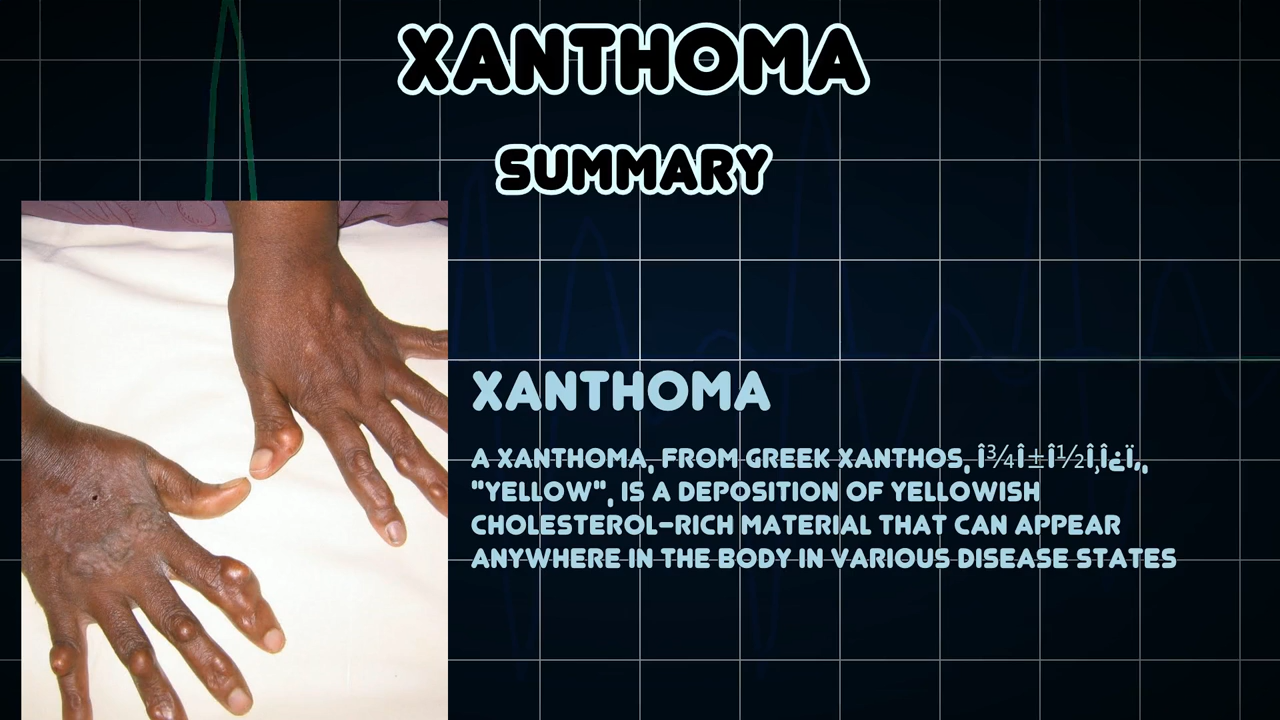 XANTHOMA
SUMMARY
XANTHOMA
A XANTHOMA, FROM GREEK XANTHOS, Î¾Î±Î½Î¸Î¿Ï‚,
"YELLOW", IS A DEPOSITION OF YELLOWISH
CHOLESTEROL-RICH MATERIAL THAT CAN APPEAR
ANYWHERE IN THE BODY IN VARIOUS DISEASE STATES